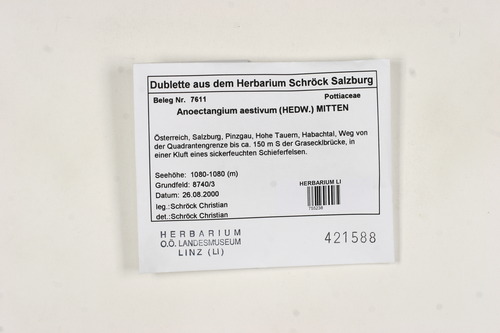 Dublette aus dem Herbarium Schröck Salzburg
Beleg Nr. 7611 Pottiaceae
Anoectangium aestivum (HEDW.) MITTEN
Österreich, Salzburg, Pinzgau, Hohe Tauern, Habachtal, Weg von
der Quadrantengrenze bis ca. 150 m S der Grasecklbrücke, in
einer Kluft eines sickerfeuchten Schieferfelsen.
Seehöhe: 1080-1080 (m)
Grundfeld: 8740/3
Datum: 26.08.2000
leg.:Schröck Christian
det.:Schröck Christian
HERBARIUM LI
755238
HERBARIUM
O.Ö. LANDESMUSEUM
LINZ (LI)
421588